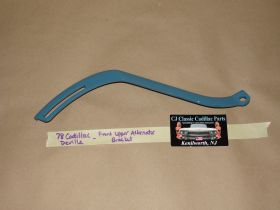 78 Cadillac - Front Upper Alternator
Deville Bracket
CJ Classic Cadillac Parts
Kenilworth, NJ